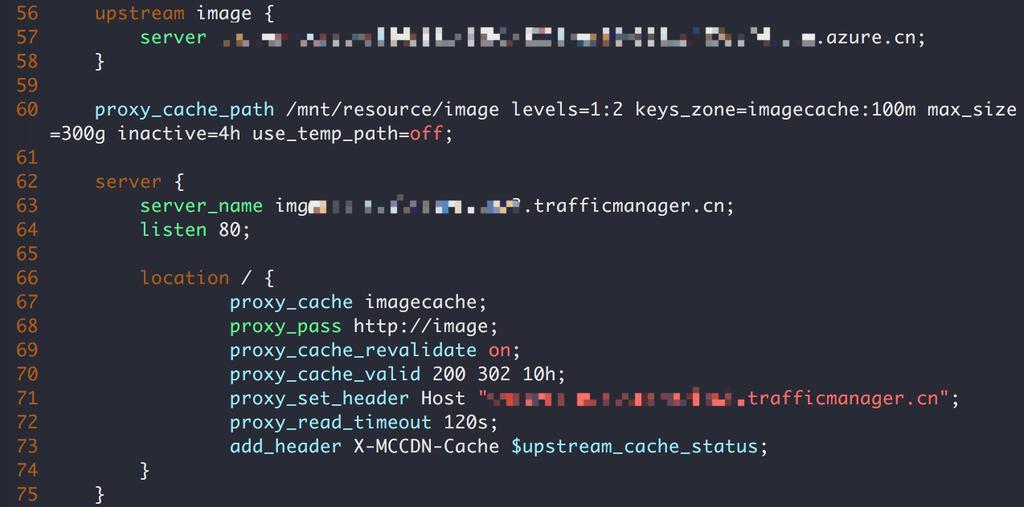 56 upstream image {
57 server .azure.cn;
58 }
59
60 proxy_cache_path /mnt/resource/image levels=1:2 keys_zone=imagecache:100m max_size
=300g inactive=4h use_temp_path=off;
61
62 server {
63 server_name img .trafficmanager.cn;
64 listen 80;
65
66 location / {
67 proxy_cache imagecache;
68 proxy_pass http://image;
69 proxy_cache_revalidate on;
70 proxy_cache_valid 200 302 10h;
71 proxy_set_header Host " .trafficmanager.cn";
72 proxy_read_timeout 120s;
73 add_header X-MCCDN-Cache $upstream_cache_status;
74 }
75 }